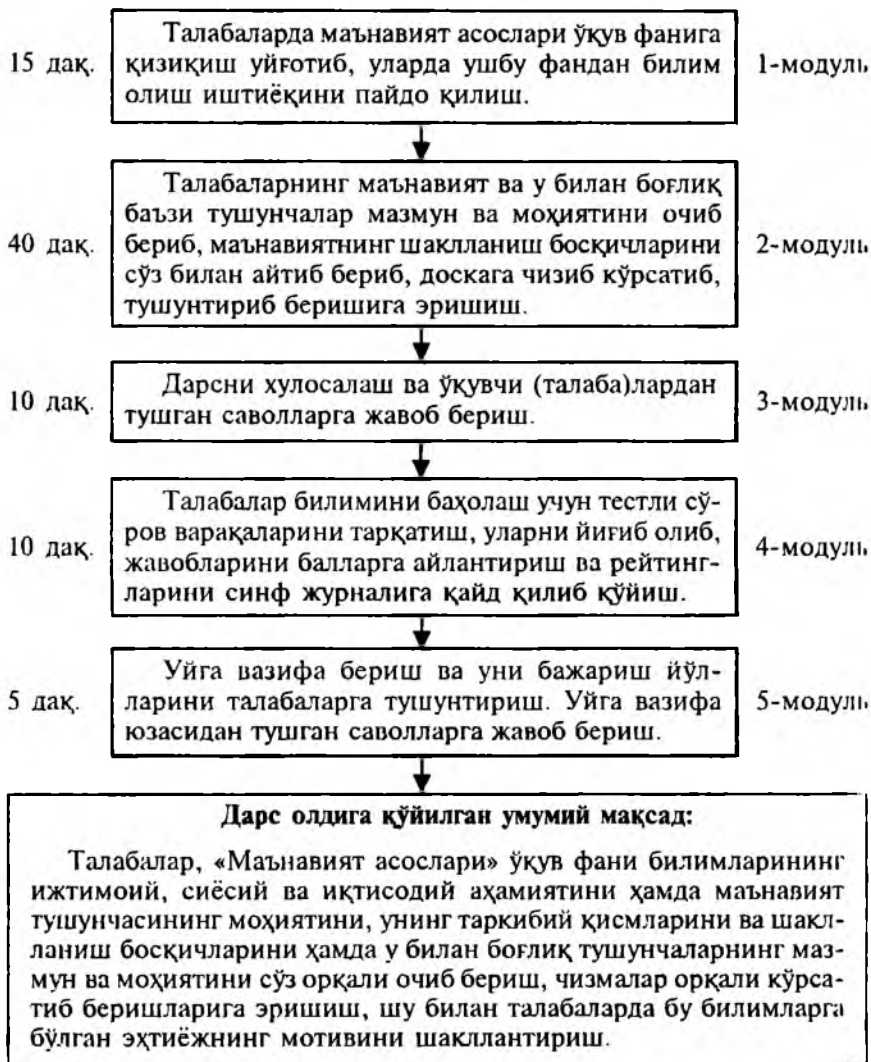 Талабаларда маънавият асослари ўқув фанига
15 дақ. қизиқиш уйғотиб, уларда ушбу фандан билим 1-модуль
олиш иштиёқини пайдо қилиш.
Талабаларнинг маънавият ва у билан боғлиқ
баъзи тушунчалар мазмун ва моҳиятини очиб
40 дақ. бериб, маънавиятнинг шаклланиш босқичларини 2-модуль
сўз билан айтиб бериб, доскага чизиб кўрсатиб,
тушунтириб беришига эришиш.
10 дақ. Дарсни хулосалаш ва ўқувчи (талаба)лардан 3-модуль
тушган саволларга жавоб бериш.
Талабалар билимини баҳолаш учун тестли сў-
ров варақаларини тарқатиш, уларни йиғиб олиб,
10 дақ. жавобларини балларга айлантириш ва рейтинг- 4-модуль
ларини синф журналига қайд қилиб қўйиш.
Уйга вазифа бериш ва уни бажариш йўл-
5 дақ. ларини талабаларга тушунтириш. Уйга вазифа 5-модуль
юзасидан тушган саволларга жавоб бериш.
Дарс олдига қўйилган умумий мақсад:
Талабалар, «Маънавият асослари» ўқув фани билимларининг
ижтимоий, сиёсий ва иқтисодий аҳамиятини ҳамда маънавият
тушунчасининг моҳиятини, унинг таркибий қисмларини ва шакл-
ланиш босқичларини ҳамда у билан боғлиқ тушунчаларнинг маз-
мун ва моҳиятини сўз орқали очиб бериш, чизмалар орқали кўрса-
тиб беришларига эришиш, шу билан талабаларда бу билимларга
бўлган эҳтиёжнинг мотивини шакллантириш.